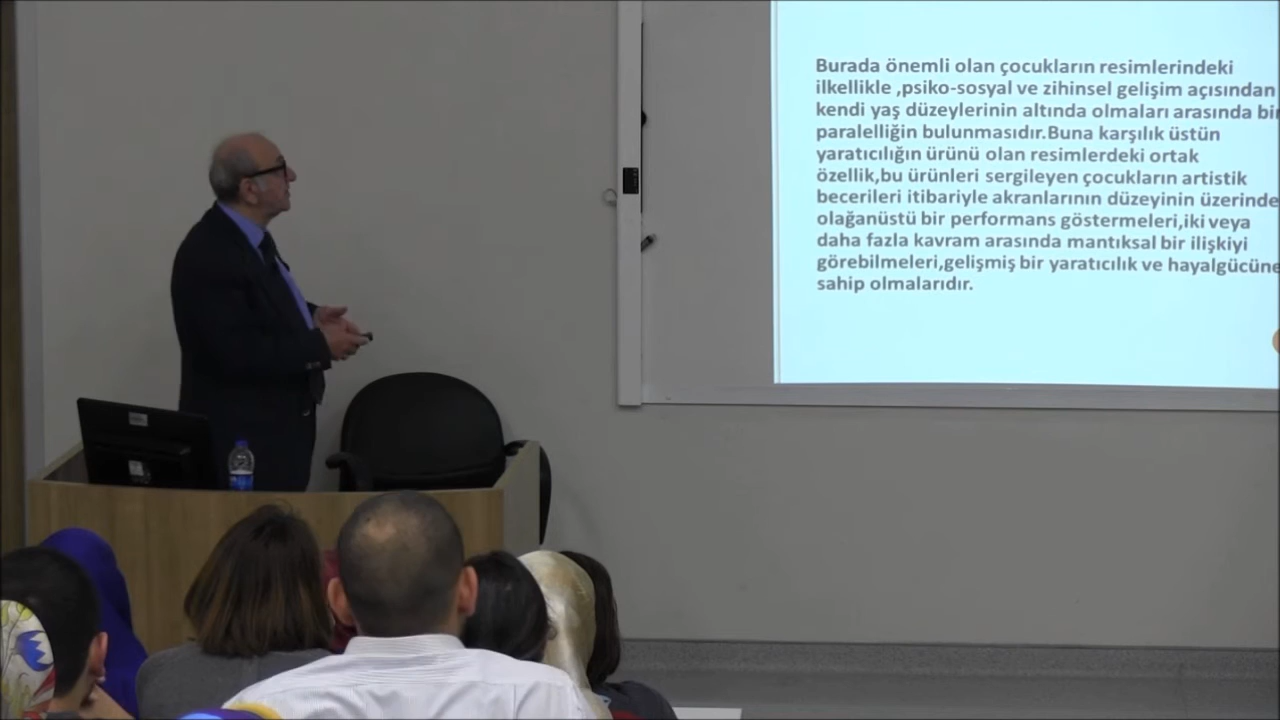 Burada önemli olan çocukların resimlerindeki
ilkellikle ,psiko-sosyal ve zihinsel gelişim açısından
kendi yaş düzeylerinin altında olmaları arasında bir
paralelliğin bulunmasıdır.Buna karşılık üstün
yaratıcılığın ürünü olan resimlerdeki ortak
özellik,bu ürünleri sergileyen çocukların artistik
becerileri itibariyle akranlarının düzeyinin üzerinde
olağanüstü bir performans göstermeleri,iki veya
daha fazla kavram arasında mantıksal bir ilişkiyi
görebilmeleri,gelişmiş bir yaratıcılık ve hayalgücüne
sahip olmalarıdır.